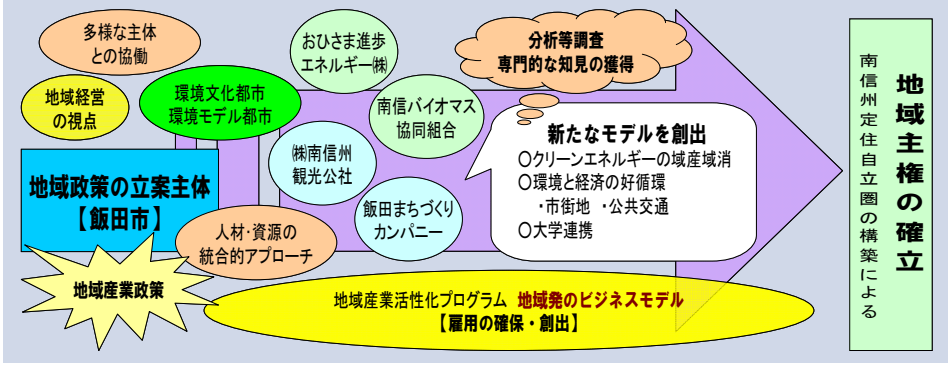 多様な主体
との協働
地域経営
の視点
環境文化都市
環境モデル都市
地域政策の立案主体
【飯田市】
地域産業政策
人材・資源の
統合的アプローチ
おひさま進歩
エネルギー㈱
南信バイオマス
協同組合
㈱南信州
観光公社
飯田まちづくり
カンパニー
分析等調査
専門的な知見の獲得
新たなモデルを創出
○クリーンエネルギーの域産域消
○環境と経済の好循環
・市街地 ・公共交通
○大学連携
地域産業活性化プログラム 地域発のビジネスモデル
【雇用の確保・創出】
地域主権の確立
南信州定住自立圏の構築による